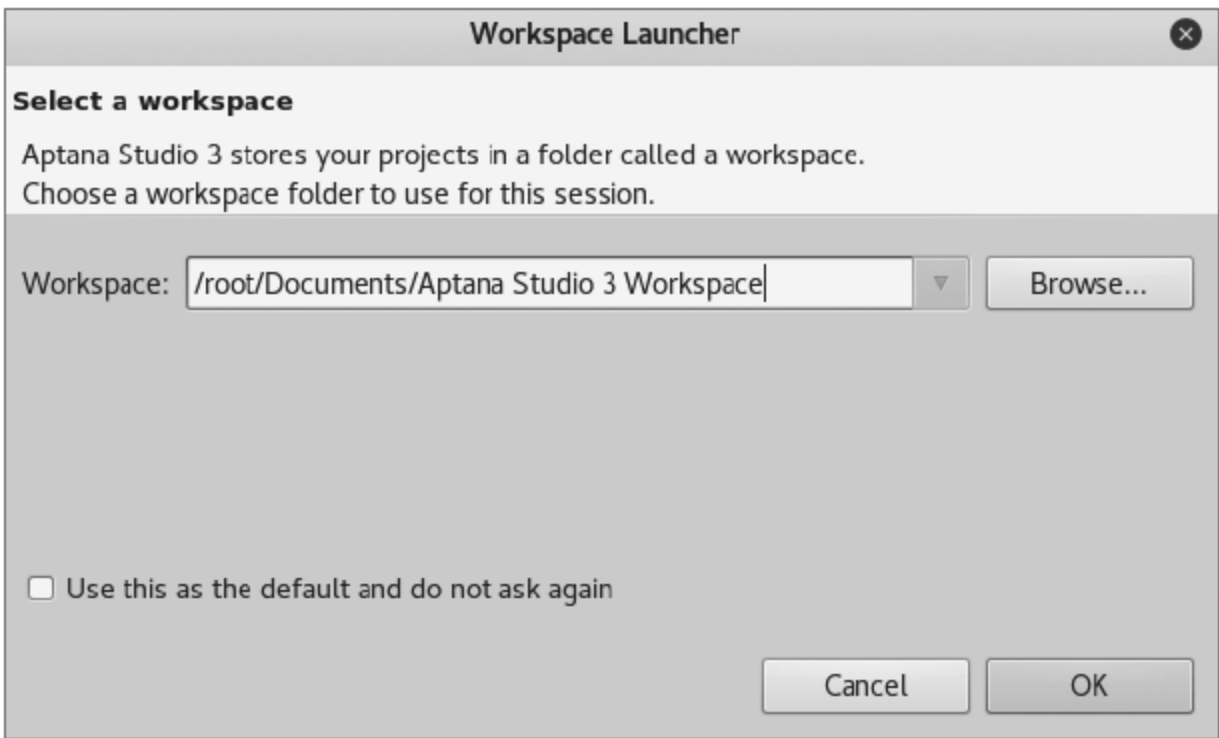 Workspace Launcher
Select a workspace
Aptana Studio 3 stores your projects in a folder called a workspace.
Choose a workspace folder to use for this session.
Workspace: /root/Documents/Aptana Studio 3 Workspace Browse...
Use this as the default and do not ask again
Cancel OK